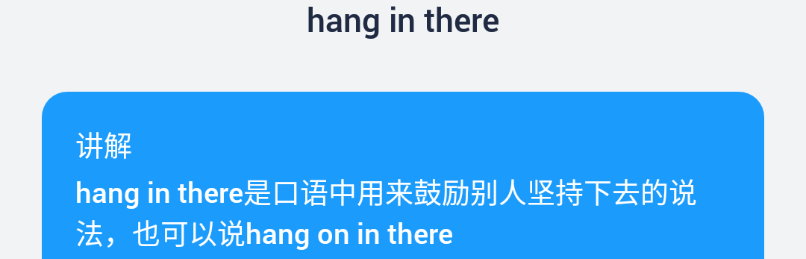 hang in there
讲解
hang in there是口语中用来鼓励别人坚持下去的说
法，也可以说hang on in there